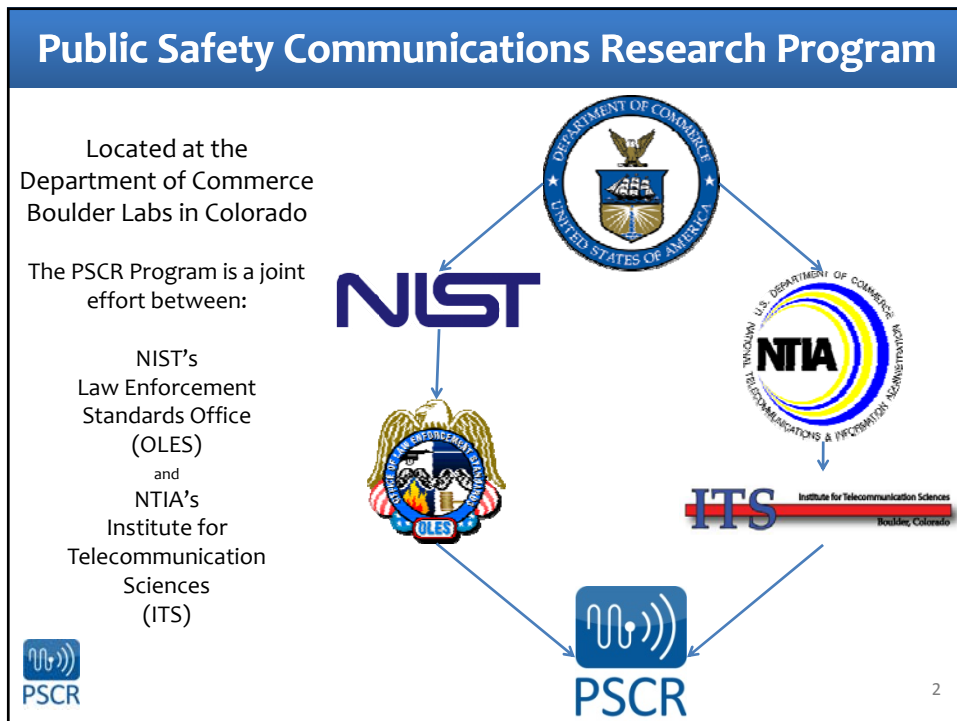 Public Safety Communications Research Program
Located at the
Department of Commerce
Boulder Labs in Colorado
The PSCR Program is a joint
effort between:
NIST’s
Law Enforcement
Standards Office
(OLES)
and
NTIA’s
Institute for
Telecommunication
Sciences
(ITS)
DEPARTMENT OF COMMERCE
UNITED STATES OF AMERICA
NIST
U.S. DEPARTMENT OF COMMERCE
NATIONAL TELECOMMUNICATIONS & INFORMATION ADMINISTRATION
NTIA
OFFICE OF LAW ENFORCEMENT STANDARDS
OLES
ITS
Institute for Telecommunication Sciences
Boulder, Colorado
PSCR
PSCR
2